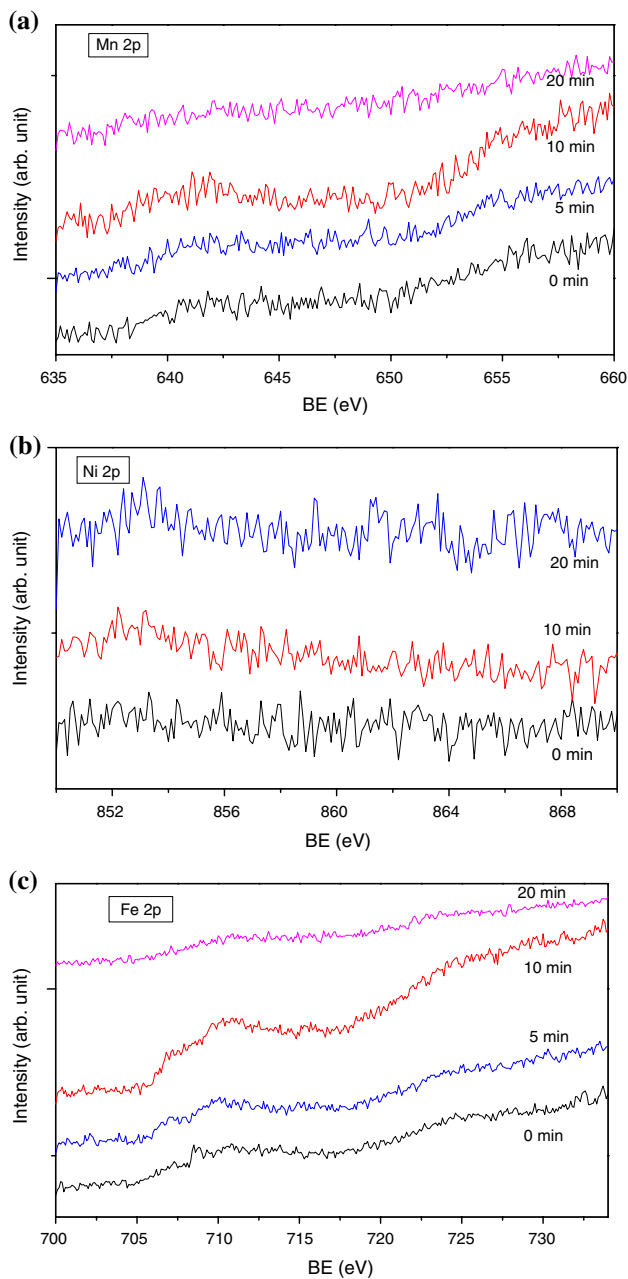 (a)
Mn 2p
20 min
10 min
5 min
0 min
Intensity (arb. unit)
635 640 645 650 655 660
BE (eV)
(b)
Ni 2p
20 min
10 min
0 min
Intensity (arb. unit)
852 856 860 864 868
BE (eV)
(c)
Fe 2p
20 min
10 min
5 min
0 min
Intensity (arb. unit)
700 705 710 715 720 725 730
BE (eV)